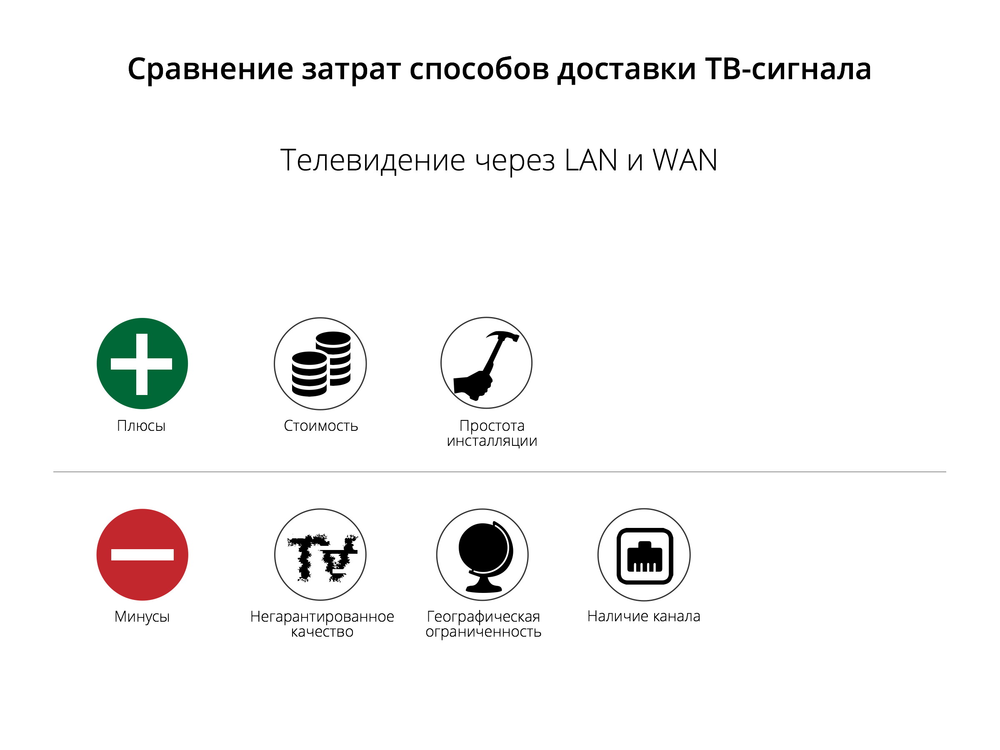 Сравнение затрат способов доставки ТВ-сигнала
Телевидение через LAN и WAN
Плюсы
Стоимость
Простота
инсталляции
TV
Минусы
Негарантированное
качество
Географическая
ограниченность
Наличие канала